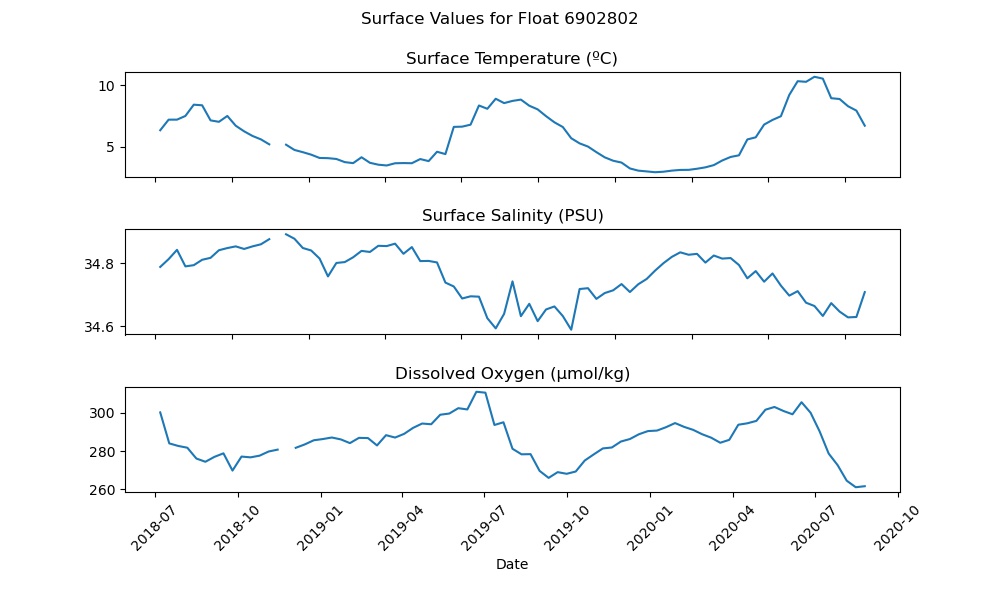 Surface Values for Float 6902802
Surface Temperature (ºC)
10
5
Surface Salinity (PSU)
34.8
34.6
Dissolved Oxygen (µmol/kg)
300
280
260
2018-07 2018-10 2019-01 2019-04 2019-07 2019-10 2020-01 2020-04 2020-07 2020-10
Date